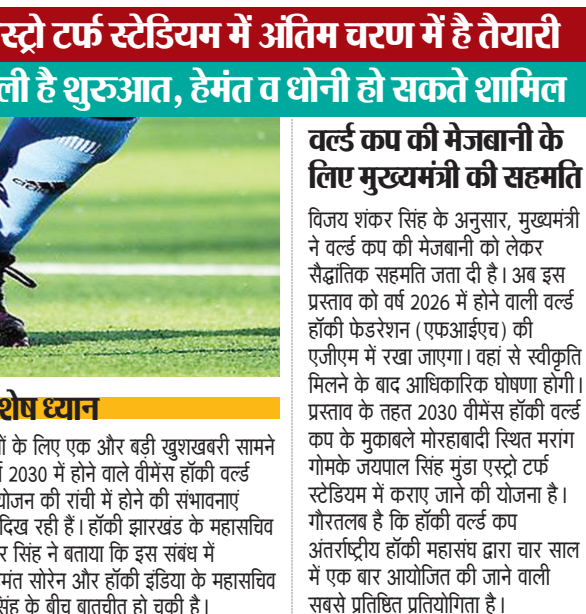 स्ट्रो टर्फ स्टेडियम में अंतिम चरण में है तैयारी
ली है शुरुआत, हेमंत व धोनी हो सकते शामिल
वर्ल्ड कप की मेजबानी के
लिए मुख्यमंत्री की सहमति
विजय शंकर सिंह के अनुसार, मुख्यमंत्री
ने वर्ल्ड कप की मेजबानी को लेकर
सैद्धांतिक सहमति जता दी है। अब इस
प्रस्ताव को वर्ष 2026 में होने वाली वर्ल्ड
हॉकी फेडरेशन (एफआईएच) की
एजीएम में रखा जाएगा। वहां से स्वीकृति
मिलने के बाद आधिकारिक घोषणा होगी।
प्रस्ताव के तहत 2030 वीमेंस हॉकी वर्ल्ड
कप के मुकाबले मोरहाबादी स्थित मरांग
गोमके जयपाल सिंह मुंडा एस्ट्रो टर्फ
स्टेडियम में कराए जाने की योजना है।
गौरतलब है कि हॉकी वर्ल्ड कप
अंतर्राष्ट्रीय हॉकी महासंघ द्वारा चार साल
में एक बार आयोजित की जाने वाली
सबसे प्रतिष्ठित प्रतियोगिता है।
शेष ध्यान
ों के लिए एक और बड़ी खुशखबरी सामने
2030 में होने वाले वीमेंस हॉकी वर्ल्ड
योजन की रांची में होने की संभावनाएं
दिख रही हैं। हॉकी झारखंड के महासचिव
र सिंह ने बताया कि इस संबंध में
मंत सोरेन और हॉकी इंडिया के महासचिव
सिंह के बीच बातचीत हो चुकी है।